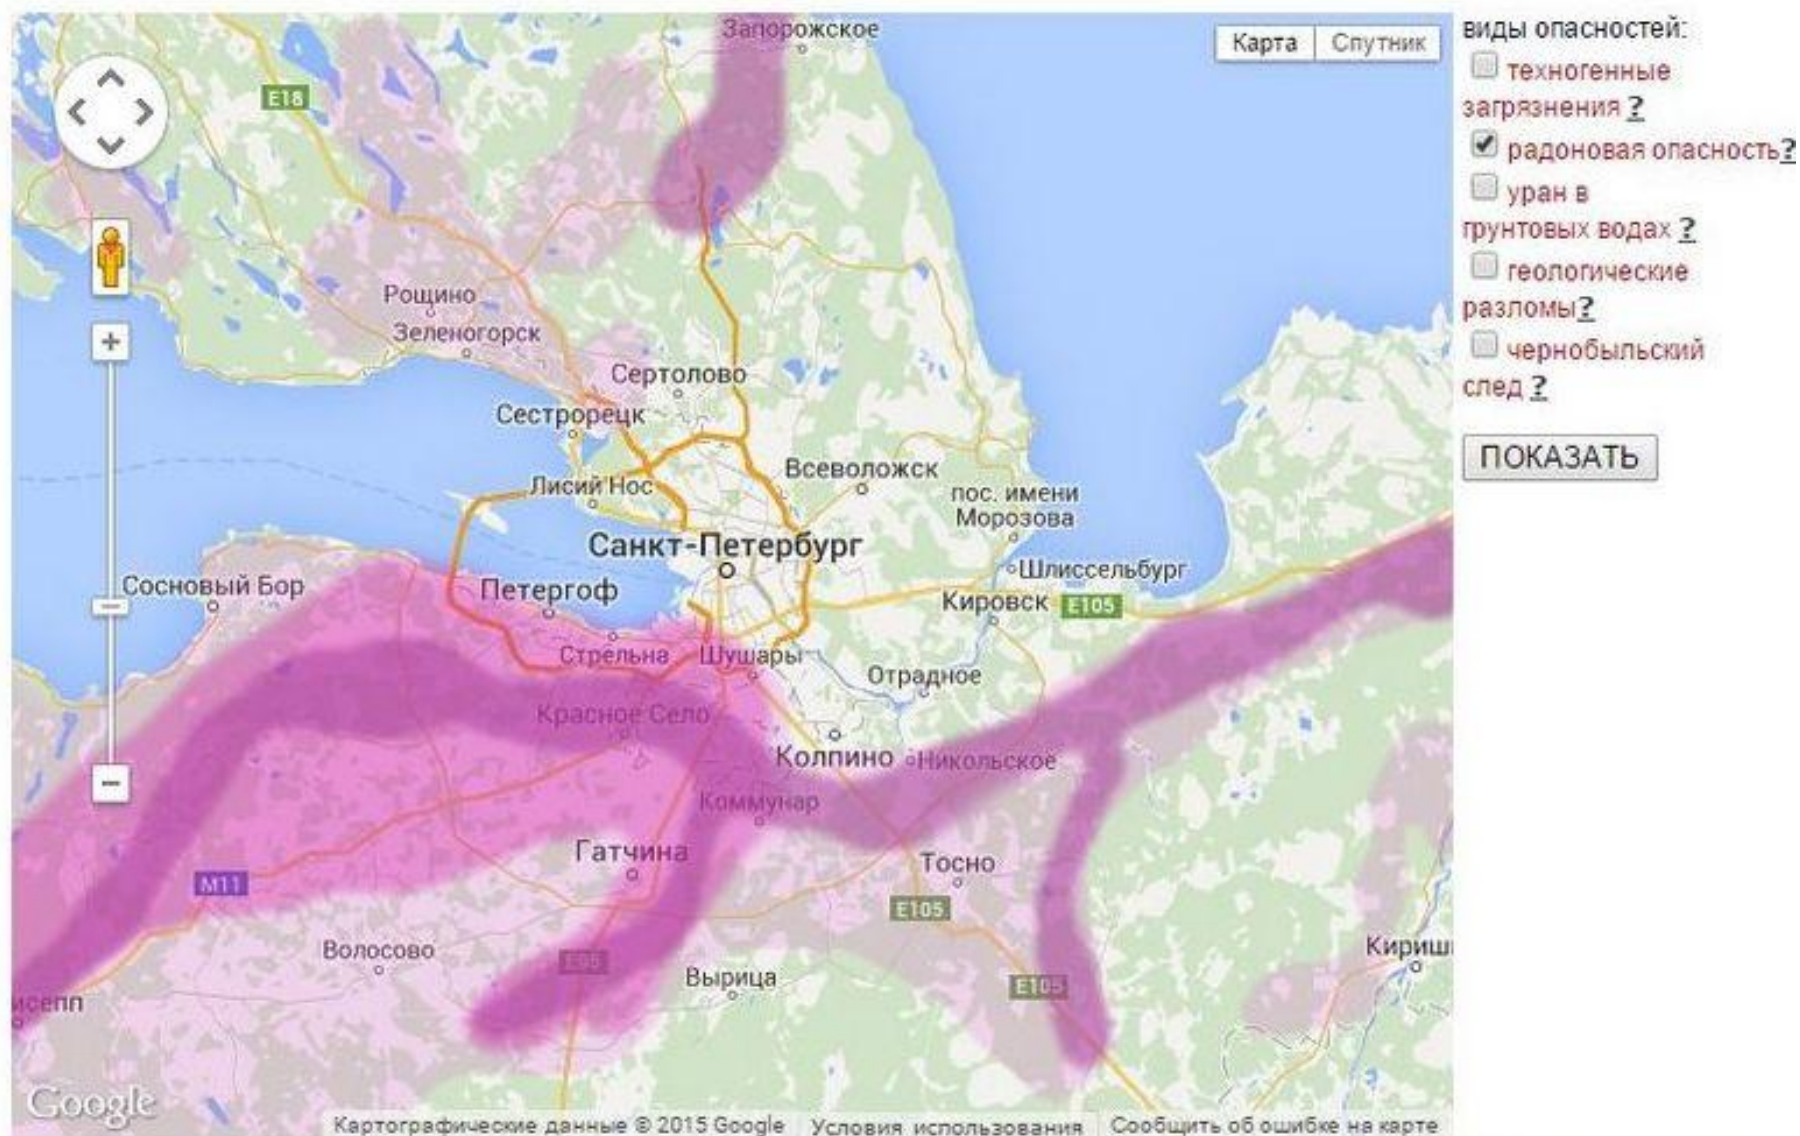 Запорожское
Карта
Спутник
E18
Рощино
Зеленогорск
Сертолово
Сестрорецк
Всеволожск
Лисий Нос
пос. имени
Морозова
Санкт-Петербург
Шлиссельбург
Сосновый Бор
Петергоф
Кировск
E105
Стрельна
Шушары
Отрадное
Красное Село
Колпино
Никольское
Коммунар
Гатчина
Тосно
M11
E105
Волосово
E95
Вырица
E105
Кириш
исепп
Google
Картографические данные © 2015 Google
Условия использования
Сообщить об ошибке на карте
виды опасностей:
техногенные
загрязнения ?
радоновая опасность?
уран в
грунтовых водах ?
геологические
разломы?
чернобыльский
след ?
ПОКАЗАТЬ